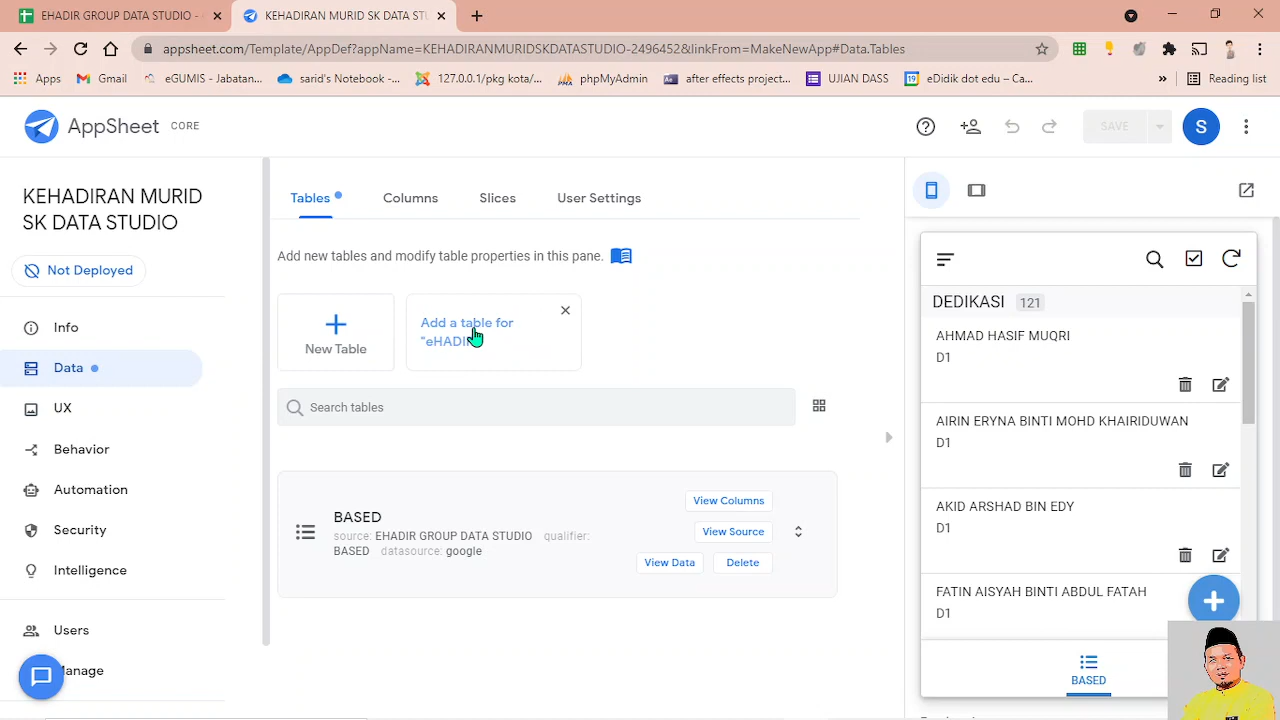 EHADIR GROUP DATA STUDIO -
KEHADIRAN MURID SK DATA STU
appsheet.com/Template/AppDef?appName=KEHADIRANMURIDSKDATASTUDIO-2496452&linkFrom=MakeNewApp#Data.Tables
Apps
Gmail
eGUMIS - Jabatan...
sarid's Notebook -...
127.0.0.1/pkg kota/...
phpMyAdmin
after effects project...
UJIAN DASS
eDidik dot edu – Ca...
»
Reading list
AppSheet CORE
SAVE
S
KEHADIRAN MURID
SK DATA STUDIO
Not Deployed
Info
Data
UX
Behavior
Automation
Security
Intelligence
Users
Manage
Tables
Columns
Slices
User Settings
Add new tables and modify table properties in this pane.
New Table
Add a table for
Search tables
BASED
source: EHADIR GROUP DATA STUDIO qualifier:
BASED datasource: google
View Columns
View Source
View Data
Delete
DEDIKASI 121
AHMAD HASIF MUQRI
D1
AIRIN ERYNA BINTI MOHD KHAIRIDUWAN
D1
AKID ARSHAD BIN EDY
D1
FATIN AISYAH BINTI ABDUL FATAH
D1
BASED